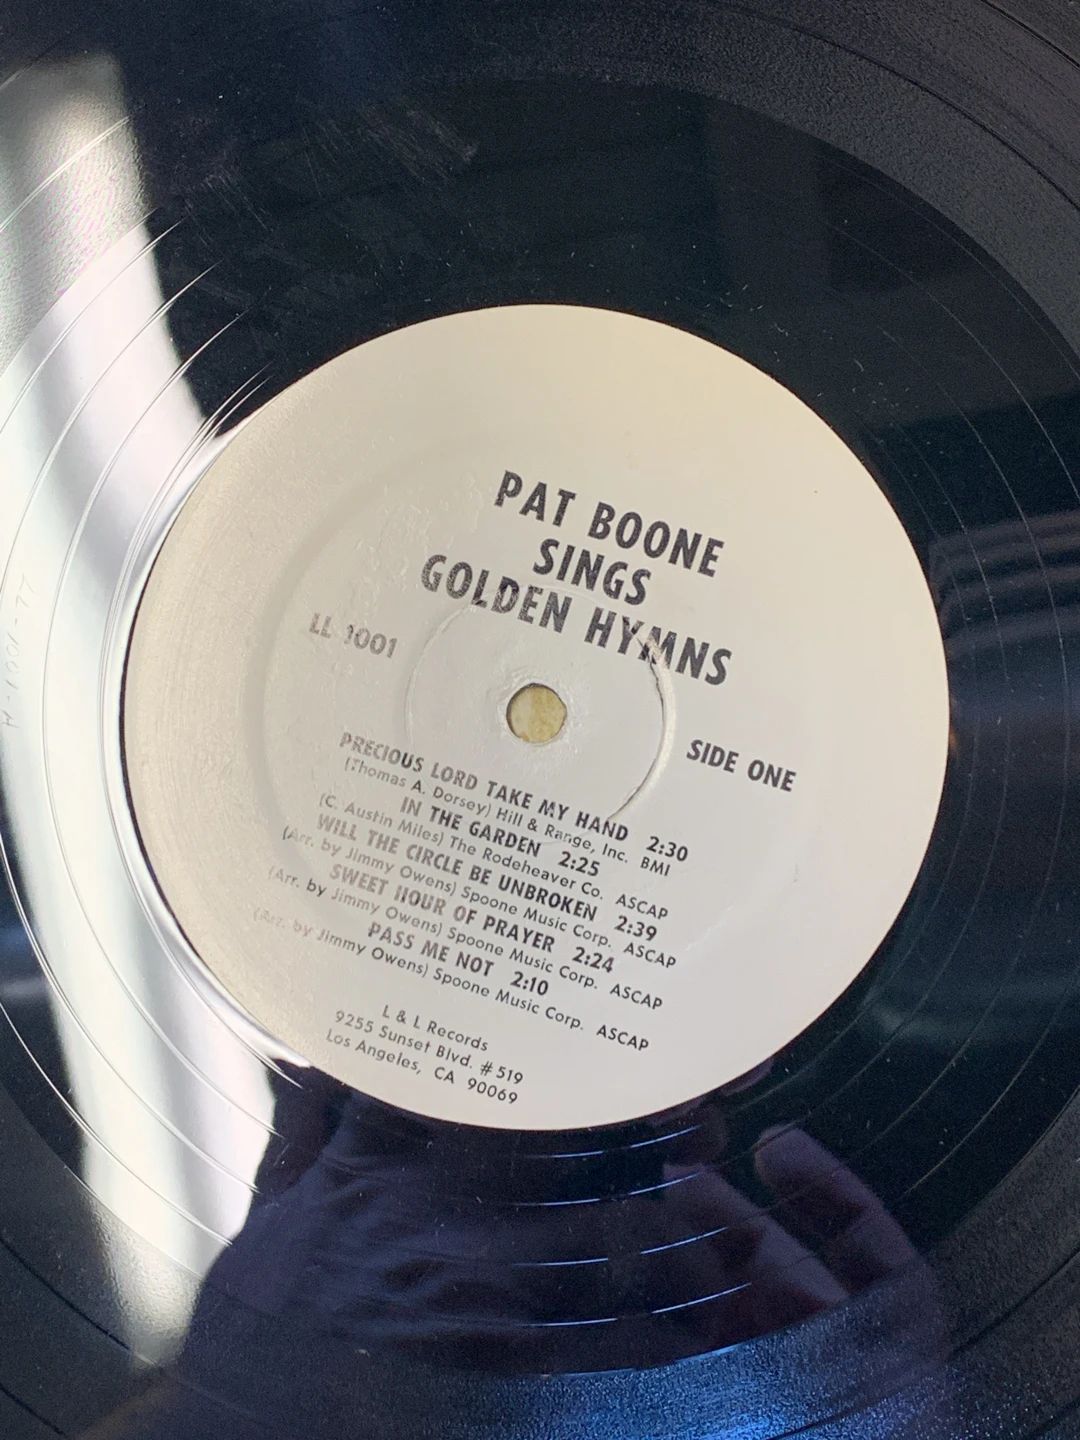 PAT BOONE
SINGS
GOLDEN HYMNS
LL 1001
SIDE ONE
PRECIOUS LORD TAKE MY HAND 2:30
(Thomas A. Dorsey) Hill & Range, Inc. BMI
IN THE GARDEN 2:25
(C. Austin Miles) The Rodeheaver Co. ASCAP
WILL THE CIRCLE BE UNBROKEN 2:39
(Arr. by Jimmy Owens) Spoone Music Corp. ASCAP
SWEET HOUR OF PRAYER 2:24
(Arr. by Jimmy Owens) Spoone Music Corp. ASCAP
PASS ME NOT 2:10
(Arr. by Jimmy Owens) Spoone Music Corp. ASCAP
L & L Records
9255 Sunset Blvd. #519
Los Angeles, CA 90069